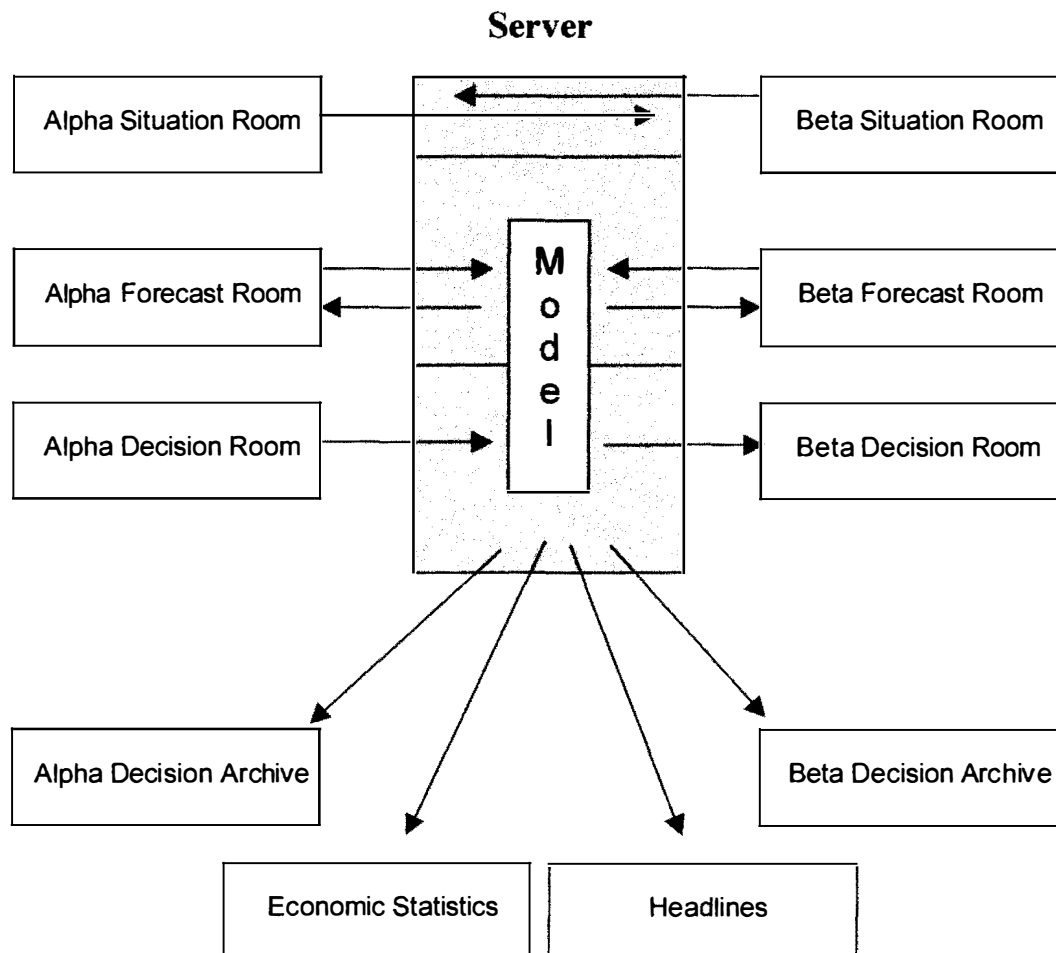 Server
Alpha Situation Room
Beta Situation Room
Model
Alpha Forecast Room
Beta Forecast Room
Alpha Decision Room
Beta Decision Room
Alpha Decision Archive
Beta Decision Archive
Economic Statistics
Headlines